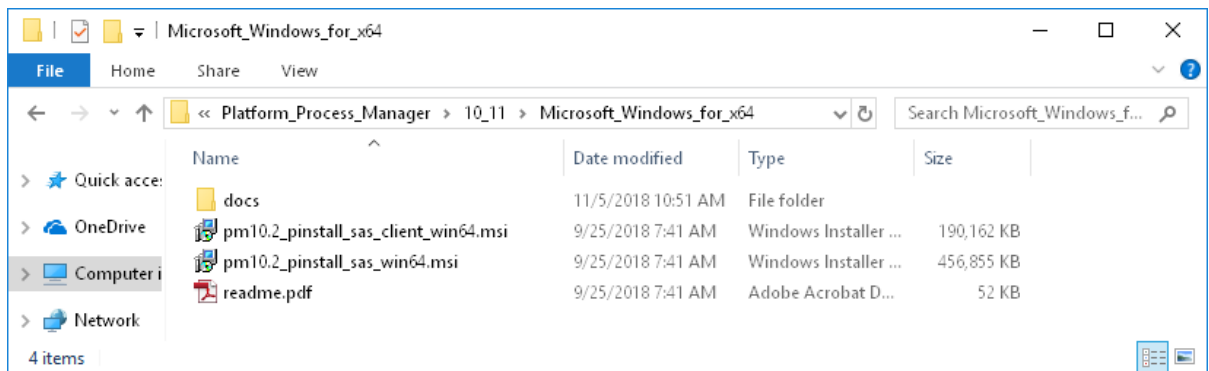 Microsoft_Windows_for_x64
File Home Share View
« Platform_Process_Manager > 10_11 > Microsoft_Windows_for_x64 Search Microsoft_Windows_f...
Name Date modified Type Size
Quick acce
docs 11/5/2018 10:51 AM File folder
OneDrive
pm10.2_pinstall_sas_client_win64.msi 9/25/2018 7:41 AM Windows Installer ... 190,162 KB
Computer i
pm10.2_pinstall_sas_win64.msi 9/25/2018 7:41 AM Windows Installer ... 456,855 KB
readme.pdf 9/25/2018 7:41 AM Adobe Acrobat D... 52 KB
Network
4 items